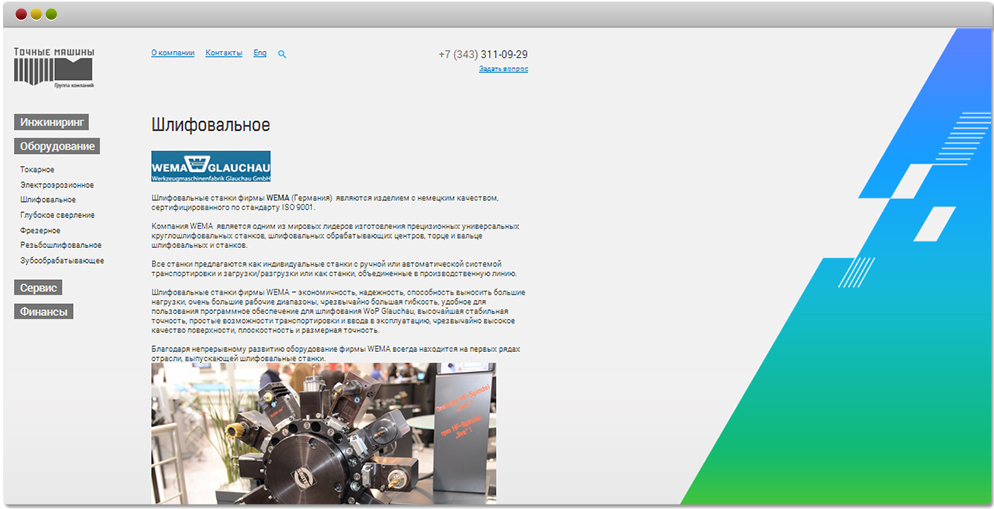 Точные машины
Группа компаний
О компании Контакты Eng
+7 (343) 311-09-29
Задать вопрос
Инжиниринг
Оборудование
Токарное
Электроэрозионное
Шлифовальное
Глубокое сверление
Фрезерное
Резьбошлифовальное
Зубообрабатывающее
Сервис
Финансы
Шлифовальное
WEMA GLAUCHAU
Werkzeugmaschinenfabrik Glauchau GmbH
Шлифовальные станки фирмы WEMA (Германия) являются изделием с немецким качеством,
сертифицированного по стандарту ISO 9001.
Компания WEMA является одним из мировых лидеров изготовления прецизионных универсальных
круглошлифовальных станков, шлифовальных обрабатывающих центров, торце и вальце
шлифовальных и станков.
Все станки предлагаются как индивидуальные станки с ручной или автоматической системой
транспортировки и загрузки/разгрузки или как станки, объединенные в производственную линию.
Шлифовальные станки фирмы WEMA – экономичность, надежность, способность выносить большие
нагрузки, очень большие рабочие диапазоны, чрезвычайно большая гибкость, удобное для
пользования программное обеспечение для шлифования WoP Glauchau, высочайшая стабильная
точность, простые возможности транспортировки и ввода в эксплуатацию, чрезвычайно высокое
качество поверхности, плоскостность и размерная точность.
Благодаря непрерывному развитию оборудование фирмы WEMA всегда находится на первых рядах
отрасли, выпускающей шлифовальные станки.